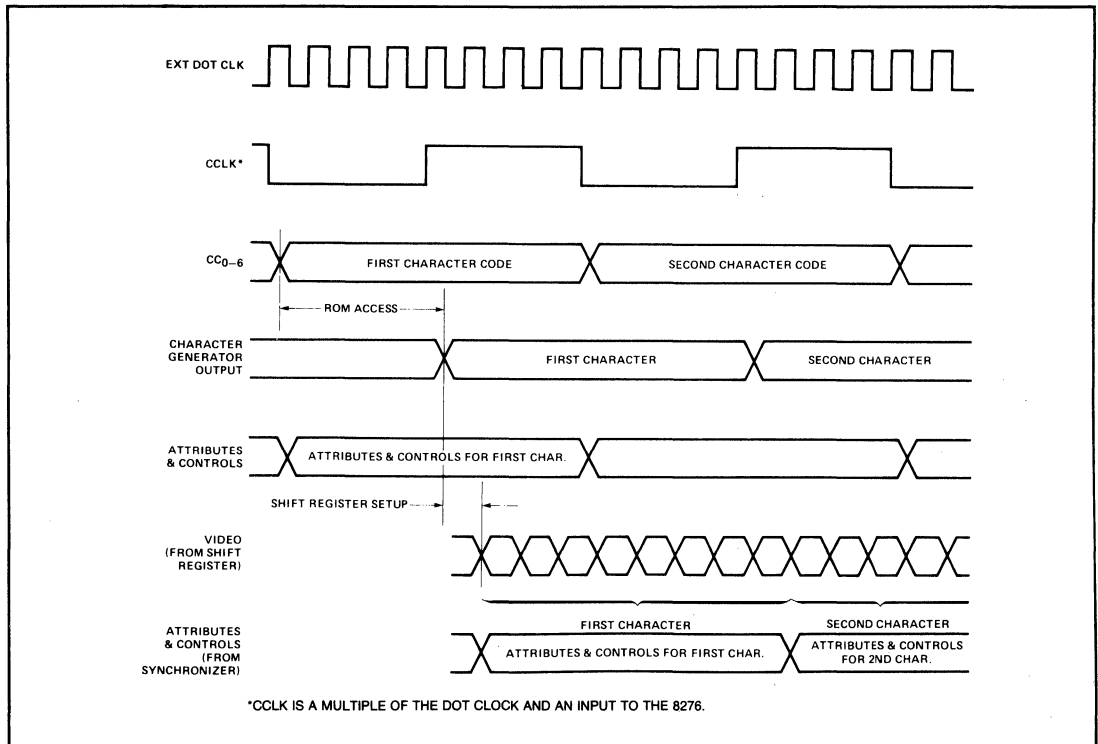 EXT DOT CLK
CCLK*
CC0–6
FIRST CHARACTER CODE
SECOND CHARACTER CODE
ROM ACCESS
CHARACTER
GENERATOR
OUTPUT
FIRST CHARACTER
SECOND CHARACTER
ATTRIBUTES
& CONTROLS
ATTRIBUTES & CONTROLS FOR FIRST CHAR.
SHIFT REGISTER SETUP
VIDEO
(FROM SHIFT
REGISTER)
FIRST CHARACTER
SECOND CHARACTER
ATTRIBUTES
& CONTROLS
(FROM
SYNCHRONIZER)
ATTRIBUTES & CONTROLS FOR FIRST CHAR.
ATTRIBUTES & CONTROLS
FOR 2ND CHAR.
*CCLK IS A MULTIPLE OF THE DOT CLOCK AND AN INPUT TO THE 8276.